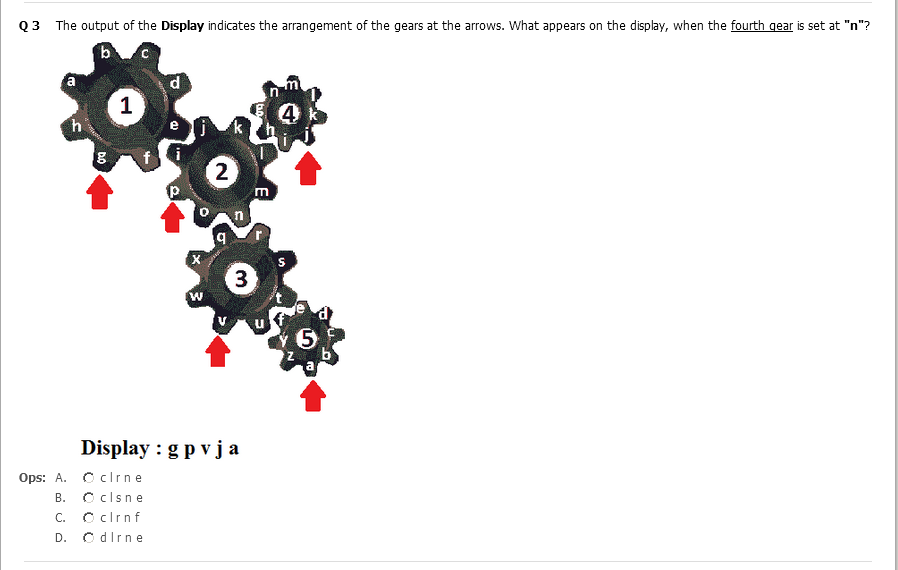 Q 3 The output of the Display indicates the arrangement of the gears at the arrows. What appears on the display, when the fourth gear is set at "n"?
b c
a d
1
h e
g f
n m l
g 4 k
h i j
j k
i 2 l
p m
o n
q r
x s
3
w t
v u
e d
f 5 c
y z a b
Display : g p v j a
Ops: A. c l r n e
B. c l s n e
C. c l r n f
D. d l r n e